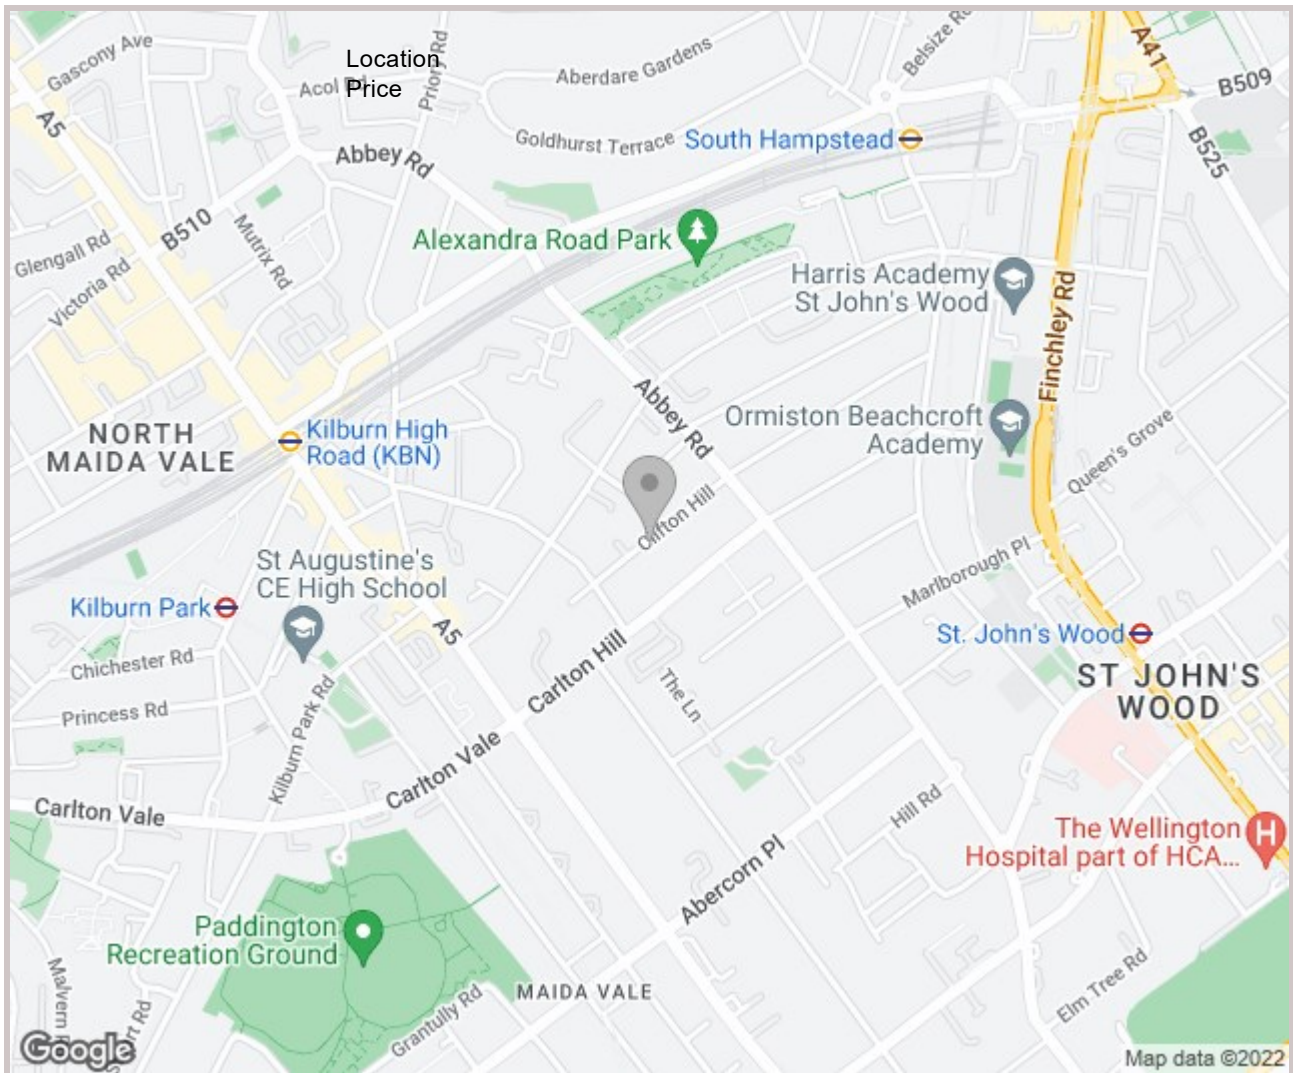 Location
Price
Gascony Ave
Acol Rd
Priory Rd
Aberdare Gardens
Belsize Rd
A41
B509
A5
Abbey Rd
Goldhurst Terrace
South Hampstead
B525
B510
Mutrix Rd
Glengall Rd
Victoria Rd
Alexandra Road Park
Harris Academy
St John's Wood
Finchley Rd
Abbey Rd
Ormiston Beachcroft
Academy
NORTH
MAIDA VALE
Kilburn High
Road (KBN)
Queen's Grove
Clifton Hill
St Augustine's
CE High School
Marlborough Pl
Kilburn Park
A5
St. John's Wood
Chichester Rd
Carlton Hill
The Ln
ST JOHN'S
WOOD
Princess Rd
Kilburn Park Rd
Carlton Vale
Carlton Vale
Hill Rd
The Wellington
Hospital part of HCA...
Abercorn Pl
Paddington
Recreation Ground
Malvern
MAIDA VALE
Grantully Rd
Elm Tree Rd
Google
Map data ©2022